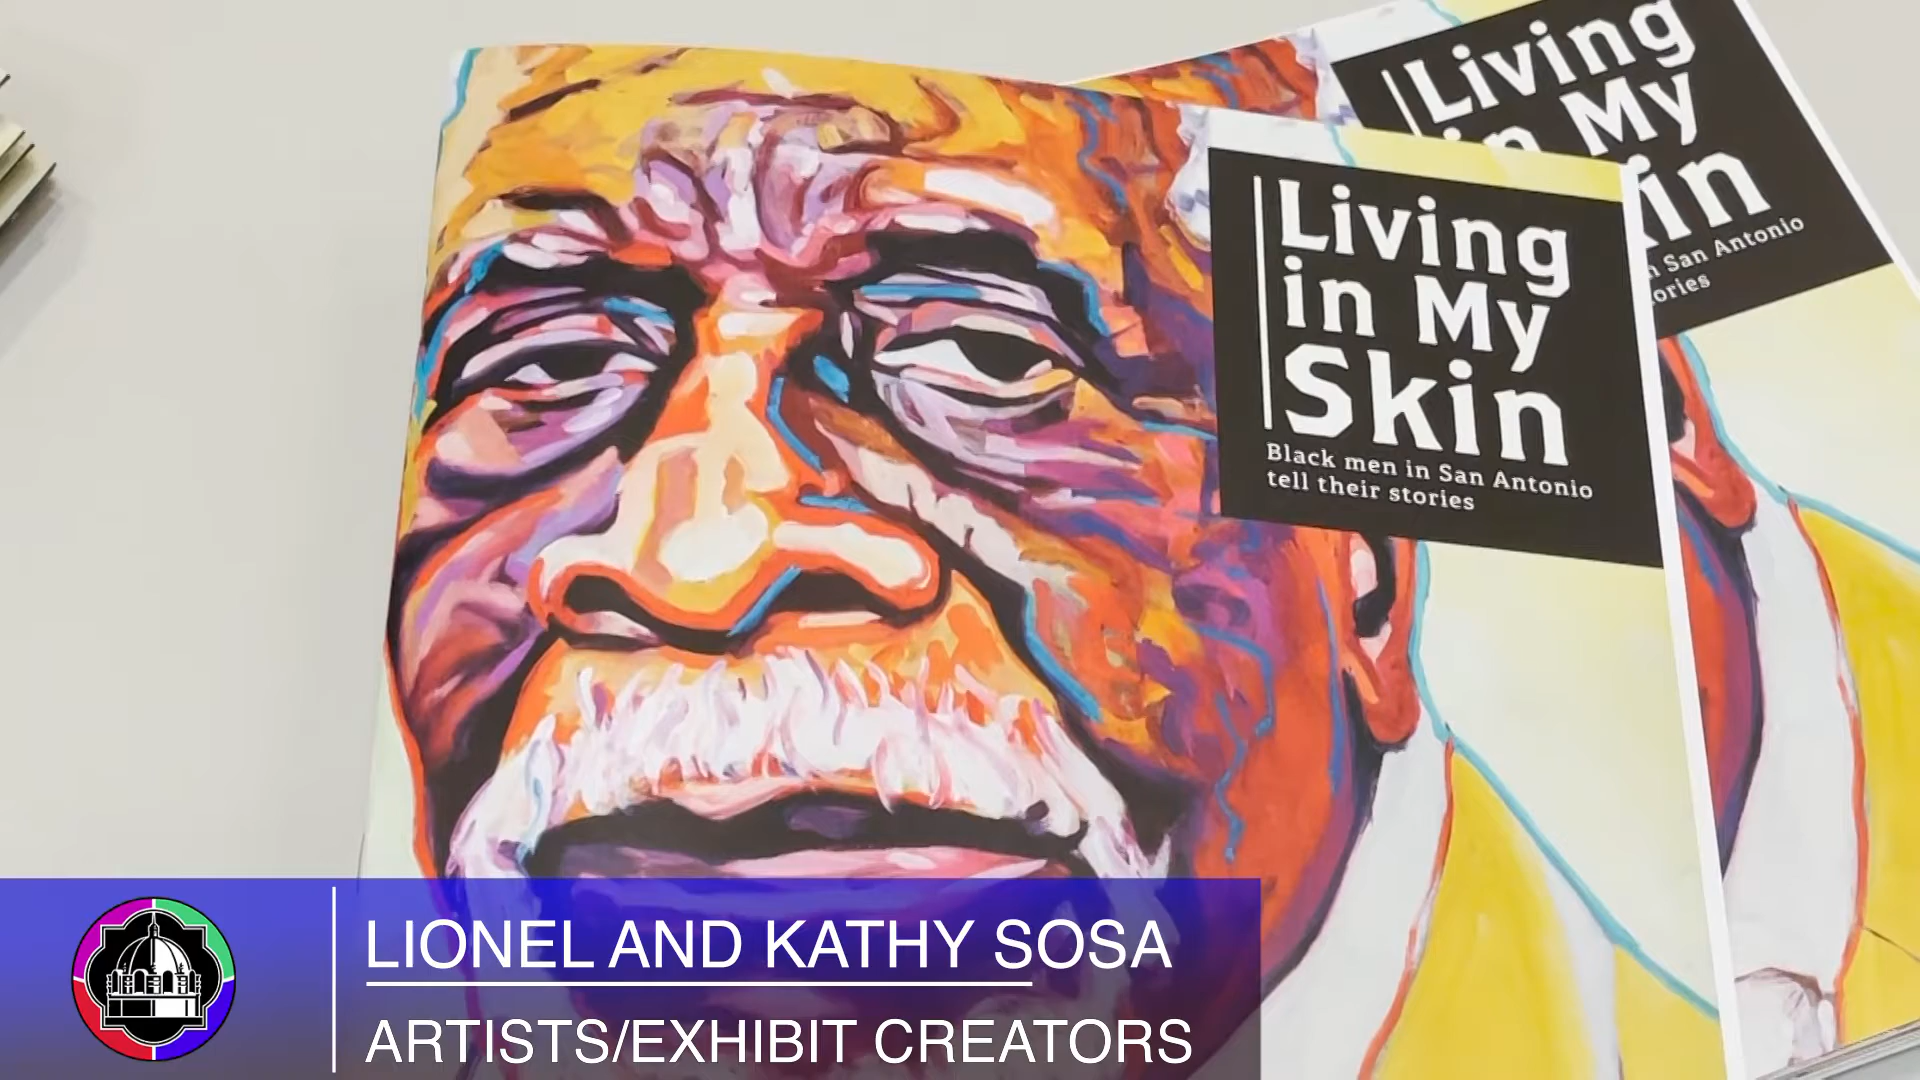 Living
in My
Skin
Black men in San Antonio
tell their stories
Living
in My
kin
n San Antonio
ories
LIONEL AND KATHY SOSA
ARTISTS/EXHIBIT CREATORS